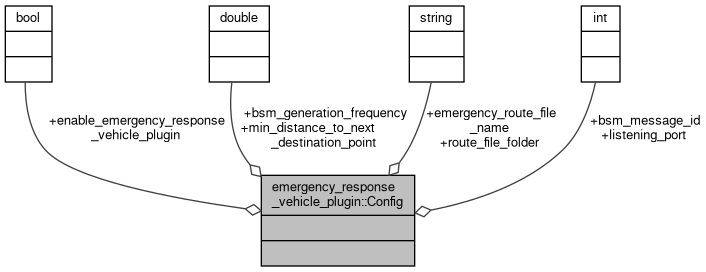 bool
double
string
int
+enable_emergency_response
_vehicle_plugin
+bsm_generation_frequency
+min_distance_to_next
_destination_point
+emergency_route_file
_name
+route_file_folder
+bsm_message_id
+listening_port
emergency_response
_vehicle_plugin::Config